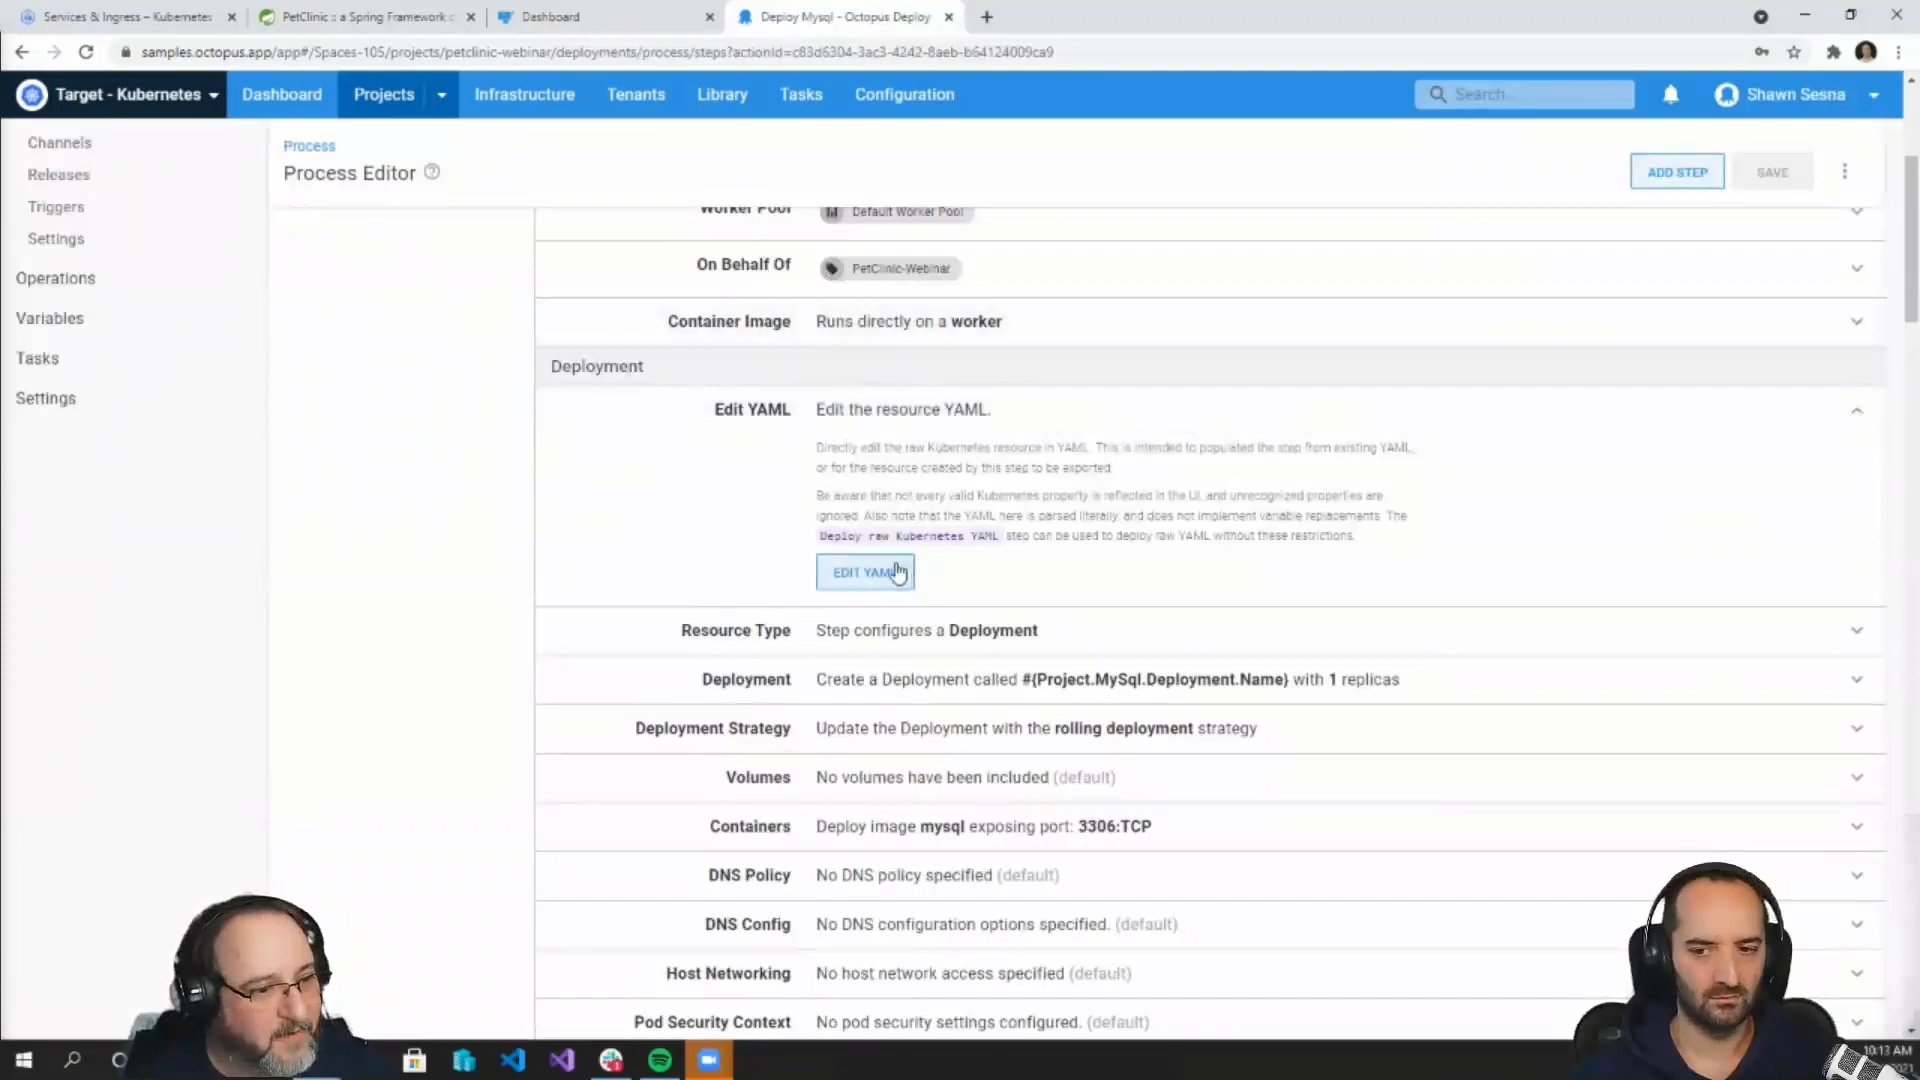 Services & Ingress – Kubernetes
PetClinic :: a Spring Framework
Dashboard
Deploy Mysql - Octopus Deploy
samples.octopus.app/app#/Spaces-105/projects/petclinic-webinar/deployments/process/steps?actionId=c83d6304-3ac3-4242-8aeb-b64124009ca9
Target - Kubernetes
Dashboard
Projects
Infrastructure
Tenants
Library
Tasks
Configuration
Search...
Shawn Sesna
Channels
Releases
Triggers
Settings
Operations
Variables
Tasks
Settings
Process
Process Editor
ADD STEP
SAVE
Worker Pool
Default Worker Pool
On Behalf Of
PetClinic-Webinar
Container Image
Runs directly on a worker
Deployment
Edit YAML
Edit the resource YAML.
Directly edit the raw Kubernetes resource in YAML. This is intended to populated the step from existing YAML,
or for the resource created by this step to be exported.
Be aware that not every valid Kubernetes property is reflected in the UI, and unrecognized properties are
ignored. Also note that the YAML here is parsed literally, and does not implement variable replacements. The
Deploy raw Kubernetes YAML step can be used to deploy raw YAML without these restrictions.
EDIT YAML
Resource Type
Step configures a Deployment
Deployment
Create a Deployment called #{Project.MySql.Deployment.Name} with 1 replicas
Deployment Strategy
Update the Deployment with the rolling deployment strategy
Volumes
No volumes have been included (default)
Containers
Deploy image mysql exposing port: 3306:TCP
DNS Policy
No DNS policy specified (default)
DNS Config
No DNS configuration options specified. (default)
Host Networking
No host network access specified (default)
Pod Security Context
No pod security settings configured. (default)
10:13 AM